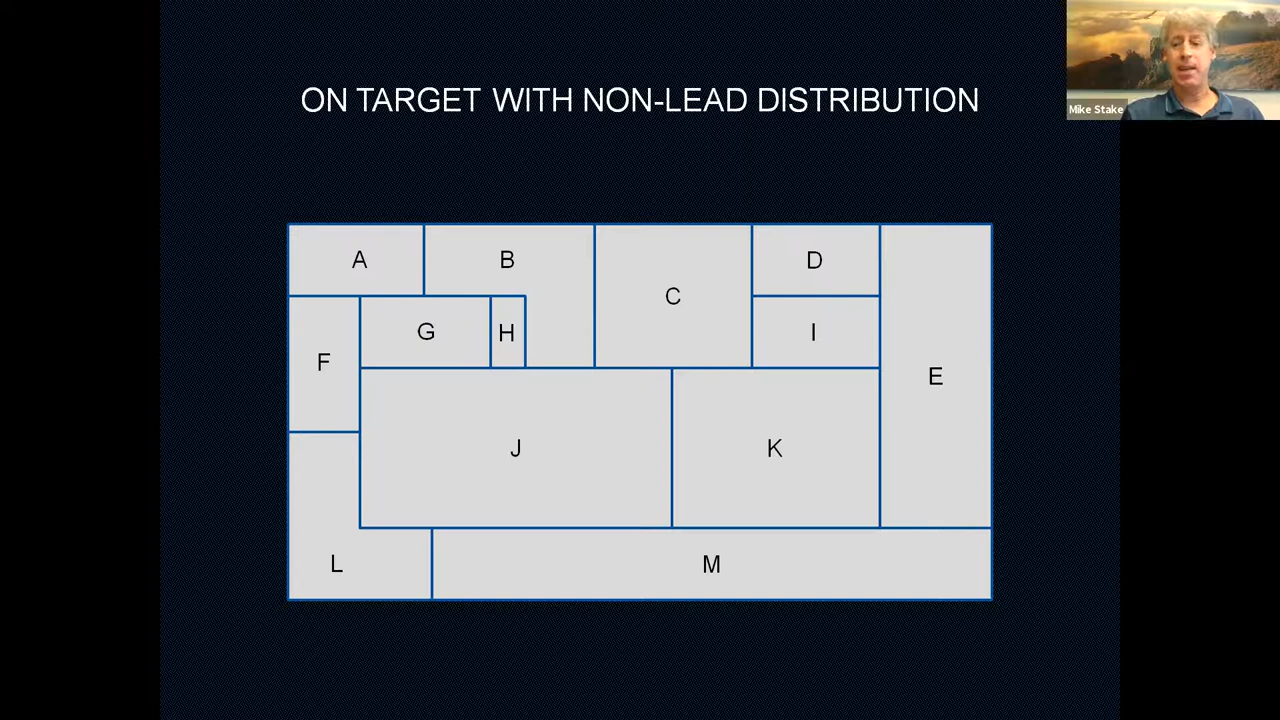 Mike Stake
ON TARGET WITH NON-LEAD DISTRIBUTION
A
B
C
D
E
F
G
H
I
J
K
L
M